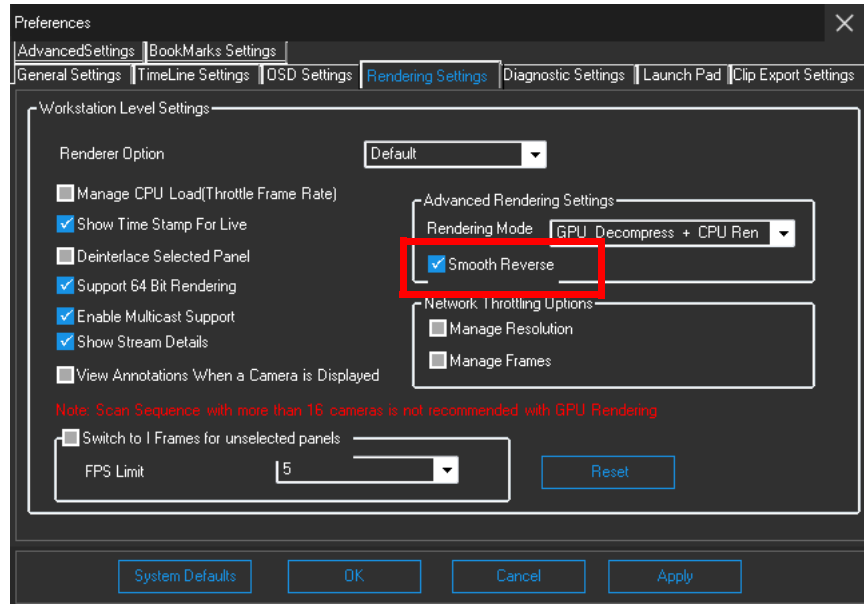 Preferences
AdvancedSettings BookMarks Settings
General Settings TimeLine Settings OSD Settings Rendering Settings Diagnostic Settings Launch Pad Clip Export Settings
Workstation Level Settings
Renderer Option Default
Manage CPU Load(Throttle Frame Rate)
Show Time Stamp For Live
Deinterlace Selected Panel
Support 64 Bit Rendering
Enable Multicast Support
Show Stream Details
View Annotations When a Camera is Displayed
Advanced Rendering Settings
Rendering Mode GPU Decompress + CPU Ren
Smooth Reverse
Network Throttling Options
Manage Resolution
Manage Frames
Note: Scan Sequence with more than 16 cameras is not recommended with GPU Rendering
Switch to I Frames for unselected panels
FPS Limit 5
Reset
System Defaults OK Cancel Apply